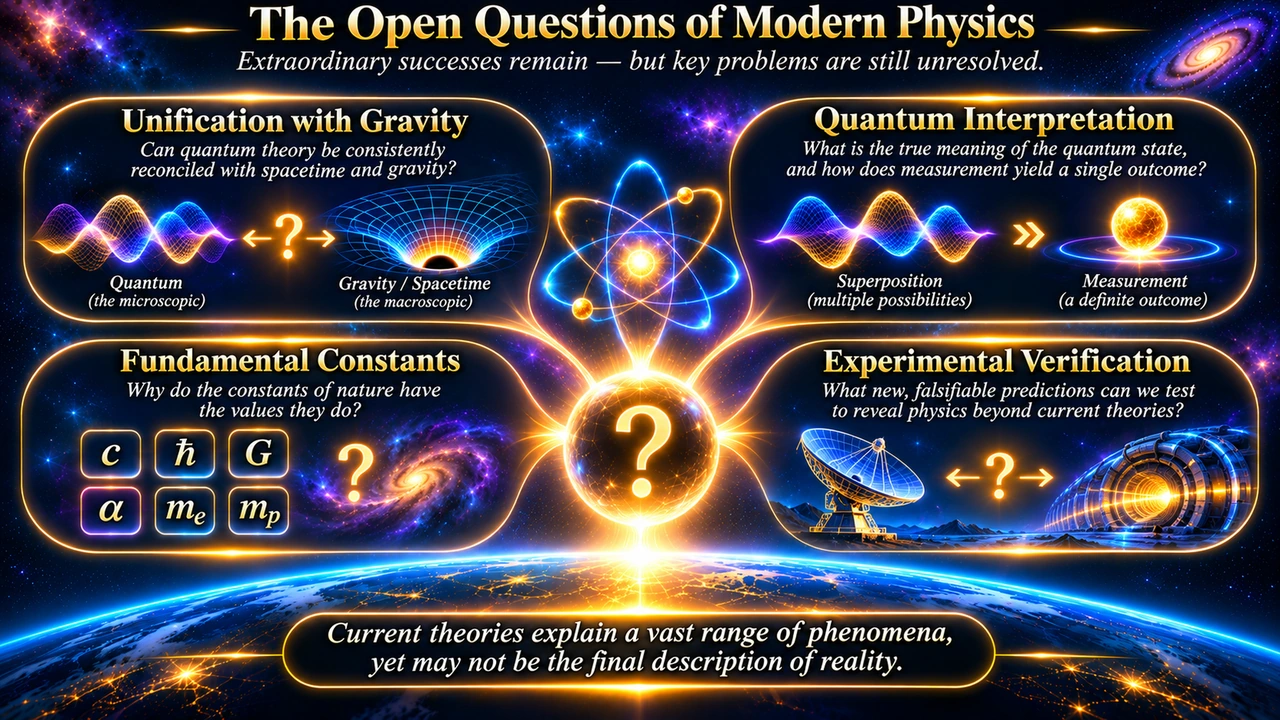 The Open Questions of Modern Physics
Extraordinary successes remain — but key problems are still unresolved.
Unification with Gravity
Can quantum theory be consistently
reconciled with spacetime and gravity?
?
Quantum
(the microscopic)
Gravity / Spacetime
(the macroscopic)
Quantum Interpretation
What is the true meaning of the quantum state,
and how does measurement yield a single outcome?
Superposition
(multiple possibilities)
Measurement
(a definite outcome)
Fundamental Constants
Why do the constants of nature have
the values they do?
c ħ G
α mₑ mₚ
?
?
Experimental Verification
What new, falsifiable predictions can we test
to reveal physics beyond current theories?
?
Current theories explain a vast range of phenomena,
yet may not be the final description of reality.